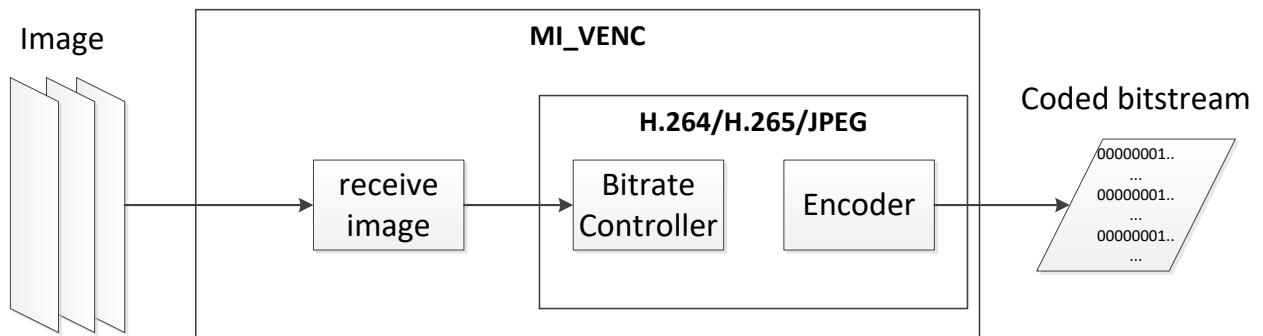 Image
MI_VENC
H.264/H.265/JPEG
receive
image
Bitrate
Controller
Encoder
Coded bitstream
00000001..
...
00000001..
...
00000001..
...